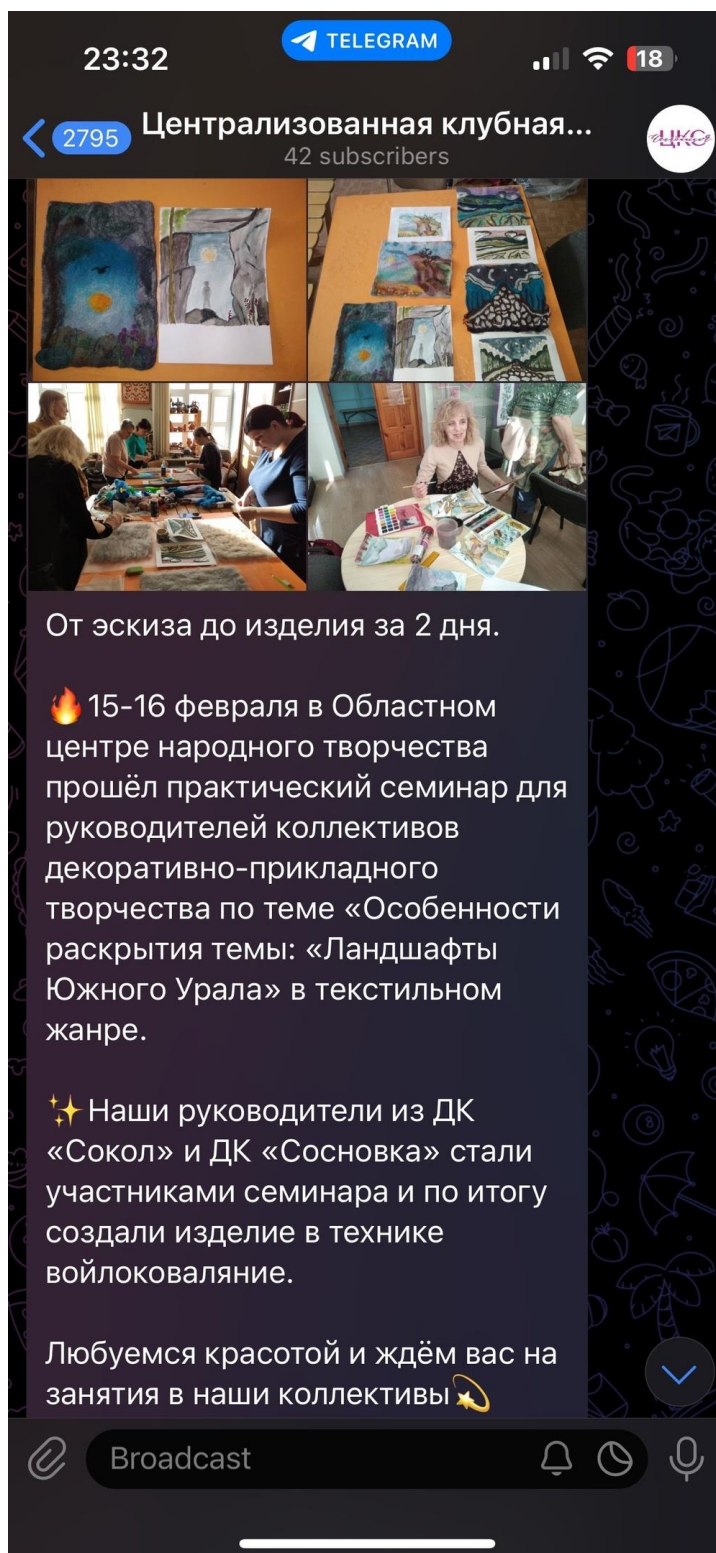 23:32
TELEGRAM
18
2795
Централизованная клубная...
42 subscribers
ЦКС
От эскиза до изделия за 2 дня.
🔥15-16 февраля в Областном
центре народного творчества
прошёл практический семинар для
руководителей коллективов
декоративно-прикладного
творчества по теме «Особенности
раскрытия темы: «Ландшафты
Южного Урала» в текстильном
жанре.
✨Наши руководители из ДК
«Сокол» и ДК «Сосновка» стали
участниками семинара и по итогу
создали изделие в технике
войлоковаляние.
Любуемся красотой и ждём вас на
занятия в наши коллективы💫
Broadcast